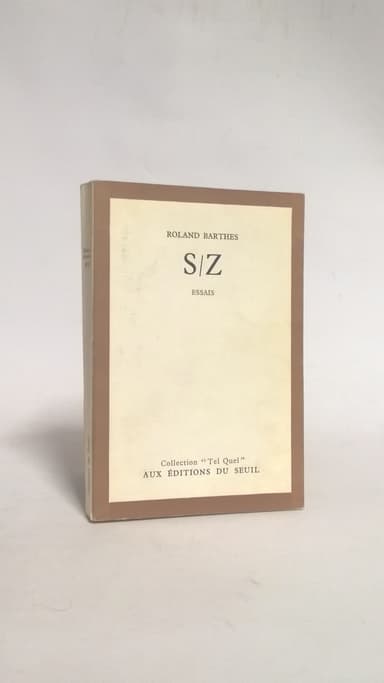 ROLAND BARTHES
S/Z
ESSAIS
Collection "Tel Quel"
AUX ÉDITIONS DU SEUIL